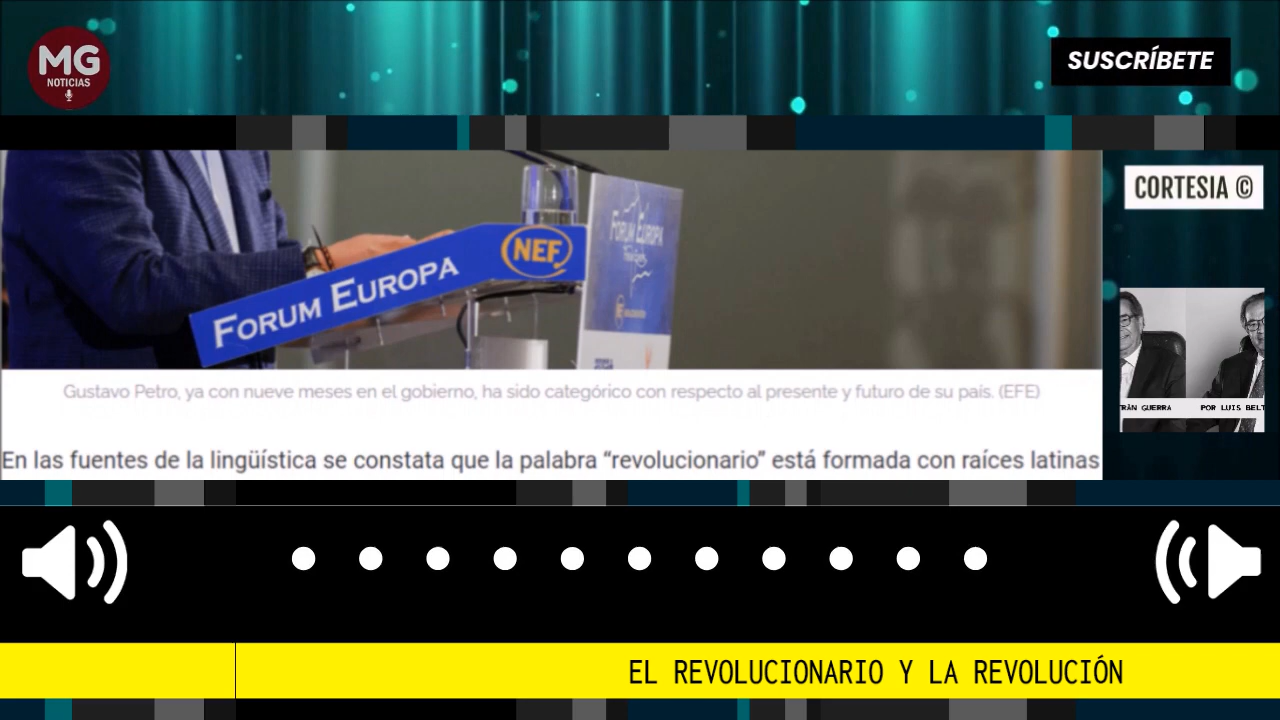 MG
NOTICIAS
SUSCRÍBETE
CORTESIA ©
NEF
FORUM EUROPA
FORUM EUROPA
Gustavo Petro, ya con nueve meses en el gobierno, ha sido categórico con respecto al presente y futuro de su país. (EFE)
TRÁN GUERRA
POR LUIS BELT
En las fuentes de la lingüística se constata que la palabra “revolucionario” está formada con raíces latinas
EL REVOLUCIONARIO Y LA REVOLUCIÓN